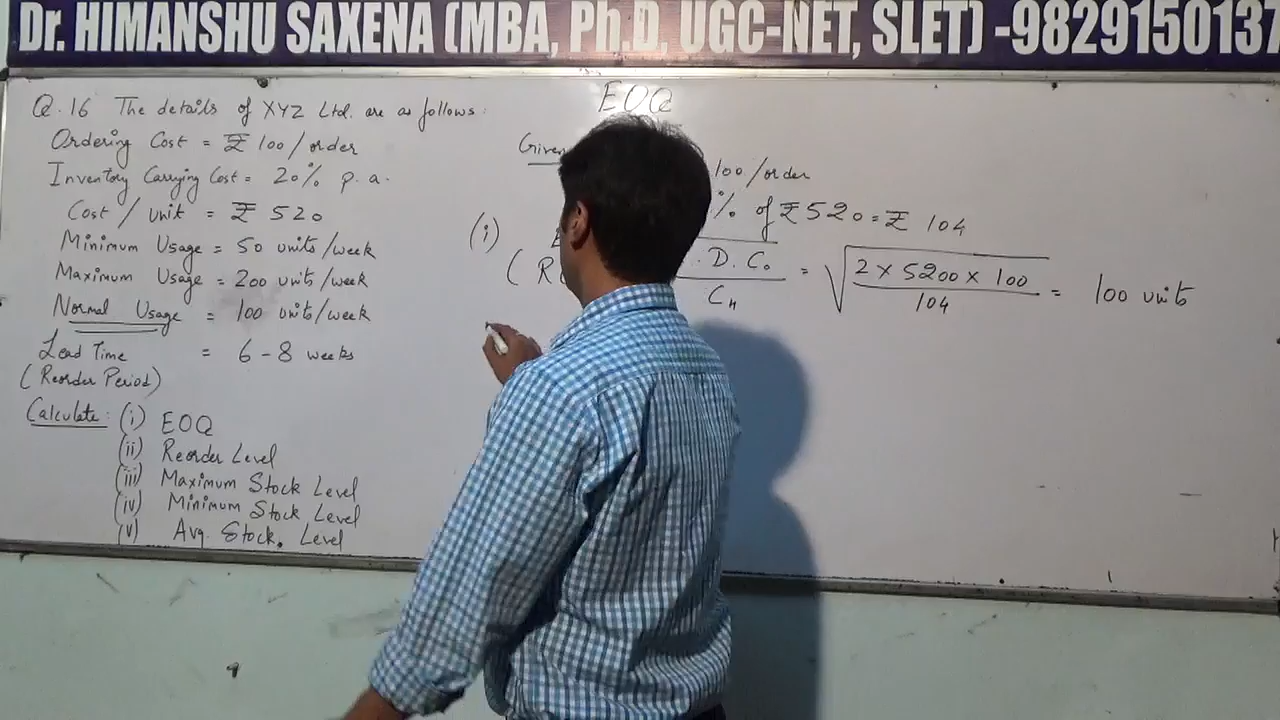 Dr. HIMANSHU SAXENA (MBA, Ph.D, UGC-NET, SLET) -9829150137
EOQ
Q.16 The details of XYZ Ltd. are as follows:
Ordering Cost = ₹ 100/order
Inventory Carrying Cost = 20% p.a.
Cost/unit = ₹ 520
Minimum Usage = 50 units/week
Maximum Usage = 200 units/week
Normal Usage = 100 units/week
Lead Time = 6-8 weeks
(Reorder Period)
Calculate: (i) EOQ
(ii) Reorder Level
(iii) Maximum Stock Level
(iv) Minimum Stock Level
(v) Avg. Stock Level
Given
100/order
% of ₹520 = ₹ 104
(i)
.D.C₀ / Cₕ = √(2 × 5200 × 100 / 104) = 100 units